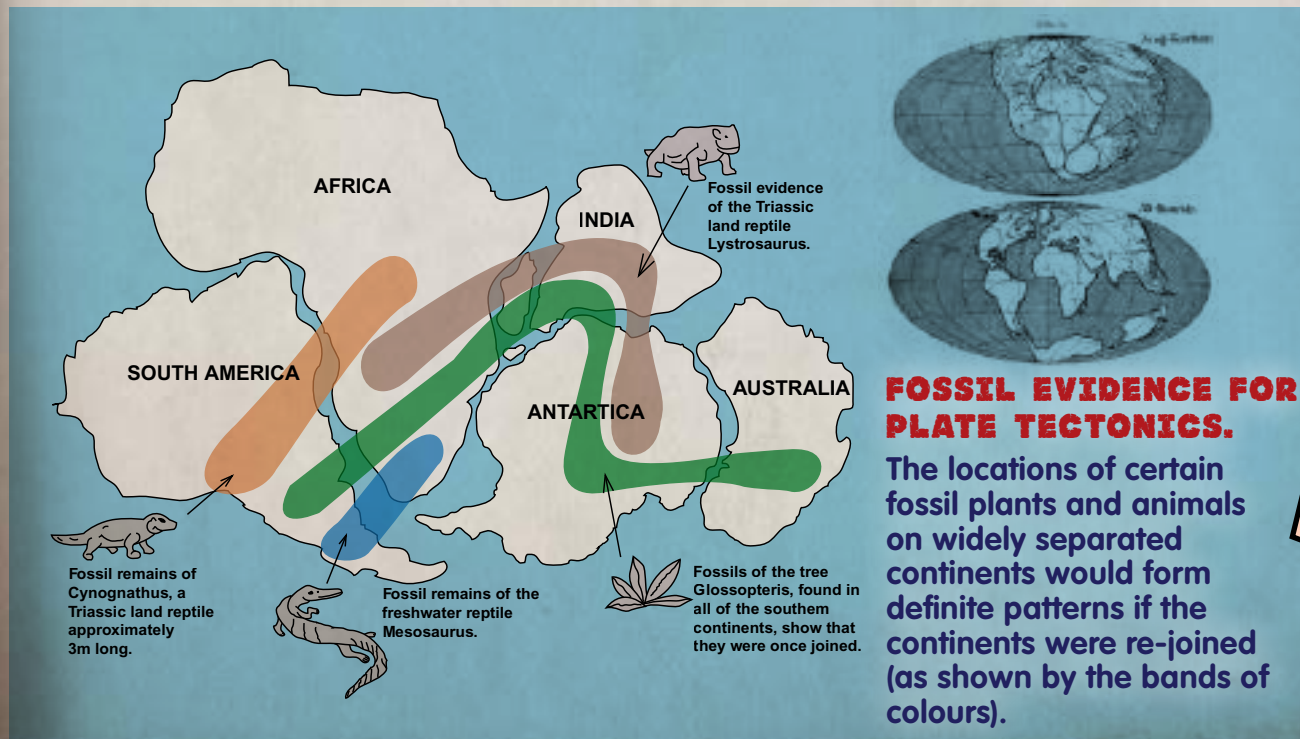 AFRICA
INDIA
Fossil evidence
of the Triassic
land reptile
Lystrosaurus.
SOUTH AMERICA
ANTARTICA
AUSTRALIA
Fossil remains of
Cynognathus, a
Triassic land reptile
approximately
3m long.
Fossil remains of the
freshwater reptile
Mesosaurus.
Fossils of the tree
Glossopteris, found in
all of the southem
continents, show that
they were once joined.
FOSSIL EVIDENCE FOR
PLATE TECTONICS.
The locations of certain
fossil plants and animals
on widely separated
continents would form
definite patterns if the
continents were re-joined
(as shown by the bands of
colours).